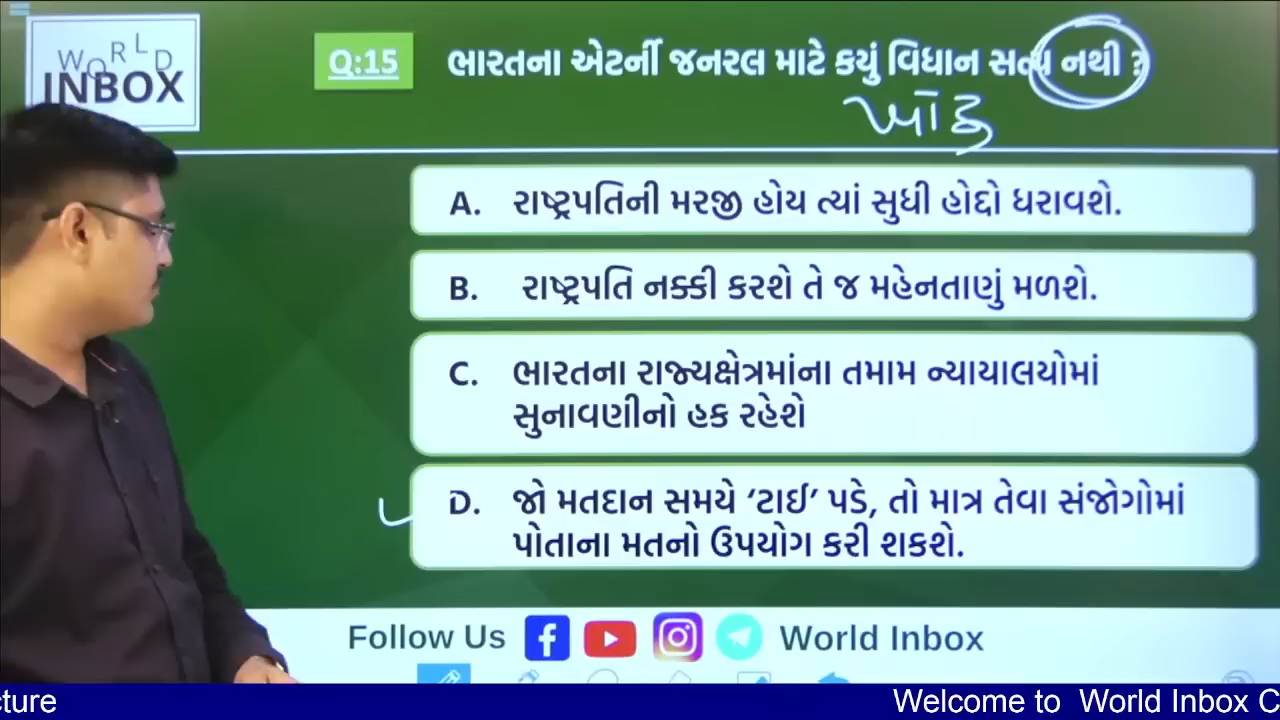 WORLD
INBOX
Q:15 ભારતના એટર્ની જનરલ માટે કયું વિધાન સત્ય નથી ?
A. રાષ્ટ્રપતિની મરજી હોય ત્યાં સુધી હોદ્દો ધરાવશે.
B. રાષ્ટ્રપતિ નક્કી કરશે તે જ મહેનતાણું મળશે.
C. ભારતના રાજ્યક્ષેત્રમાંના તમામ ન્યાયાલયોમાં
સુનાવણીનો હક રહેશે
D. જો મતદાન સમયે ‘ટાઈ’ પડે, તો માત્ર તેવા સંજોગોમાં
પોતાના મતનો ઉપયોગ કરી શકશે.
Follow Us World Inbox
cture Welcome to World Inbox C